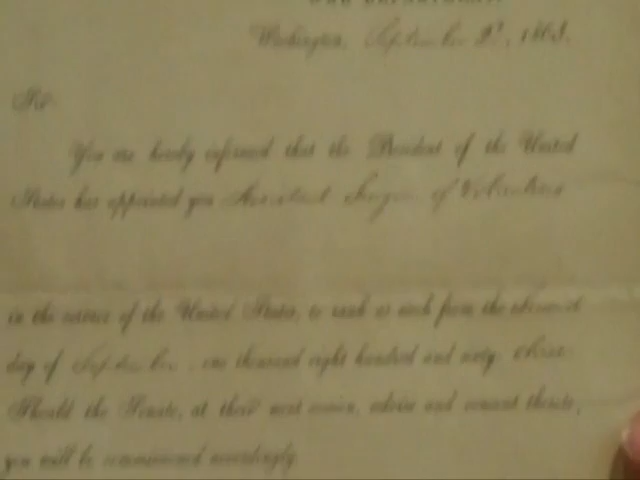 Washington, September 2d, 1863.
Sir:
You are hereby informed that the President of the United
States has appointed you Assistant Surgeon of Volunteers
in the service of the United States, to rank as such from the
day of September, one thousand eight hundred and sixty three
Should the Senate, at their next session, advise and consent thereto,
you will be commissioned accordingly.